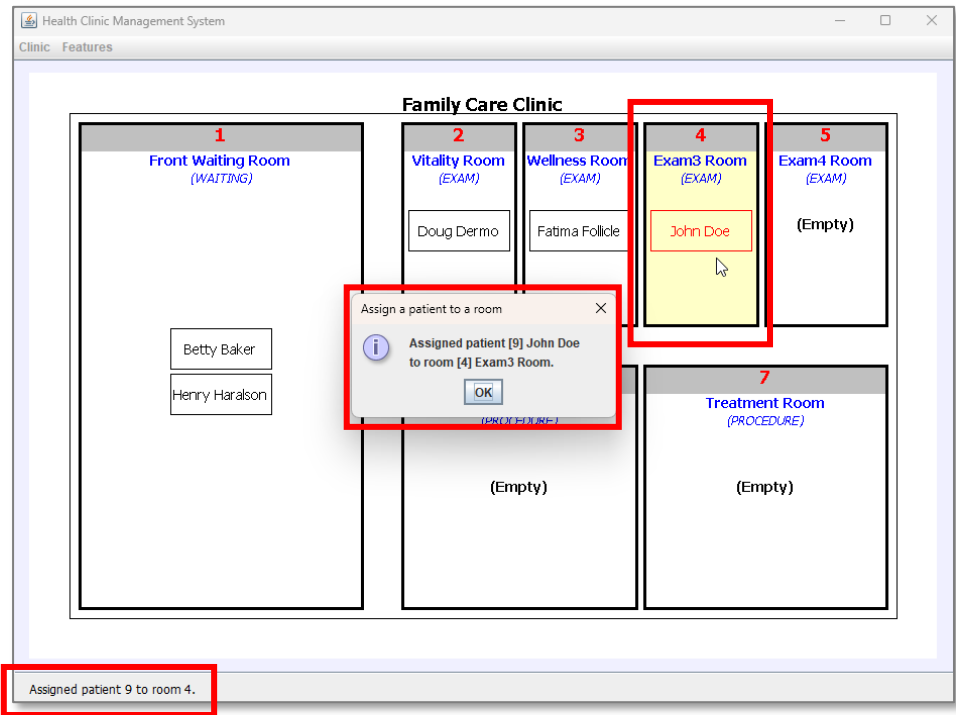 Health Clinic Management System
Clinic Features
Family Care Clinic
1
Front Waiting Room
(WAITING)
Betty Baker
Henry Haralson
2
Vitality Room
(EXAM)
Doug Dermo
3
Wellness Room
(EXAM)
Fatima Follicle
4
Exam3 Room
(EXAM)
John Doe
5
Exam4 Room
(EXAM)
(Empty)
Assign a patient to a room
Assigned patient [9] John Doe
to room [4] Exam3 Room.
OK
(PROCEDURE)
(Empty)
7
Treatment Room
(PROCEDURE)
(Empty)
Assigned patient 9 to room 4.